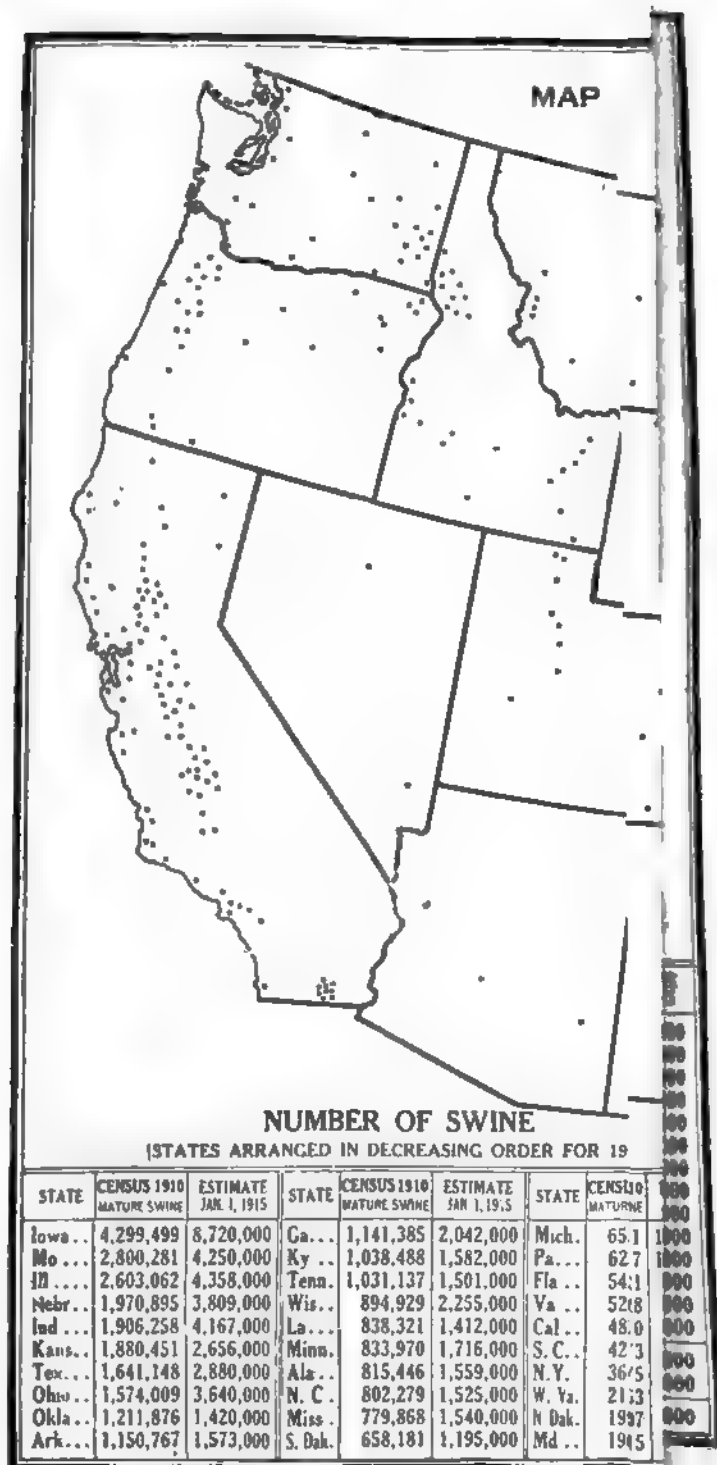 MAP
NUMBER OF SWINE
(STATES ARRANGED IN DECREASING ORDER FOR 19
STATE CENSUS 1910 MATURE SWINE ESTIMATE JAN. 1, 1915 STATE CENSUS 1910 MATURE SWINE ESTIMATE JAN. 1, 1915 STATE
Iowa.. 4,299,499 8,720,000 Ga... 1,141,385 2,042,000 Mich.
Mo ... 2,800,281 4,250,000 Ky .. 1,038,488 1,582,000 Pa...
Ill .... 2,603,062 4,358,000 Tenn. 1,031,137 1,501,000 Fla ..
Nebr.. 1,970,895 3,809,000 Wis.. 894,929 2,255,000 Va ..
Ind ... 1,906,258 4,167,000 La... 838,321 1,412,000 Cal..
Kans.. 1,880,451 2,656,000 Minn. 833,970 1,716,000 S.C..
Tex... 1,641,148 2,880,000 Ala.. 815,446 1,559,000 N.Y.
Ohio.. 1,574,009 3,640,000 N. C. 802,279 1,525,000 W. Va.
Okla.. 1,211,876 1,420,000 Miss. 779,868 1,540,000 N Dak.
Ark... 1,150,767 1,573,000 S. Dak. 658,181 1,195,000 Md ..